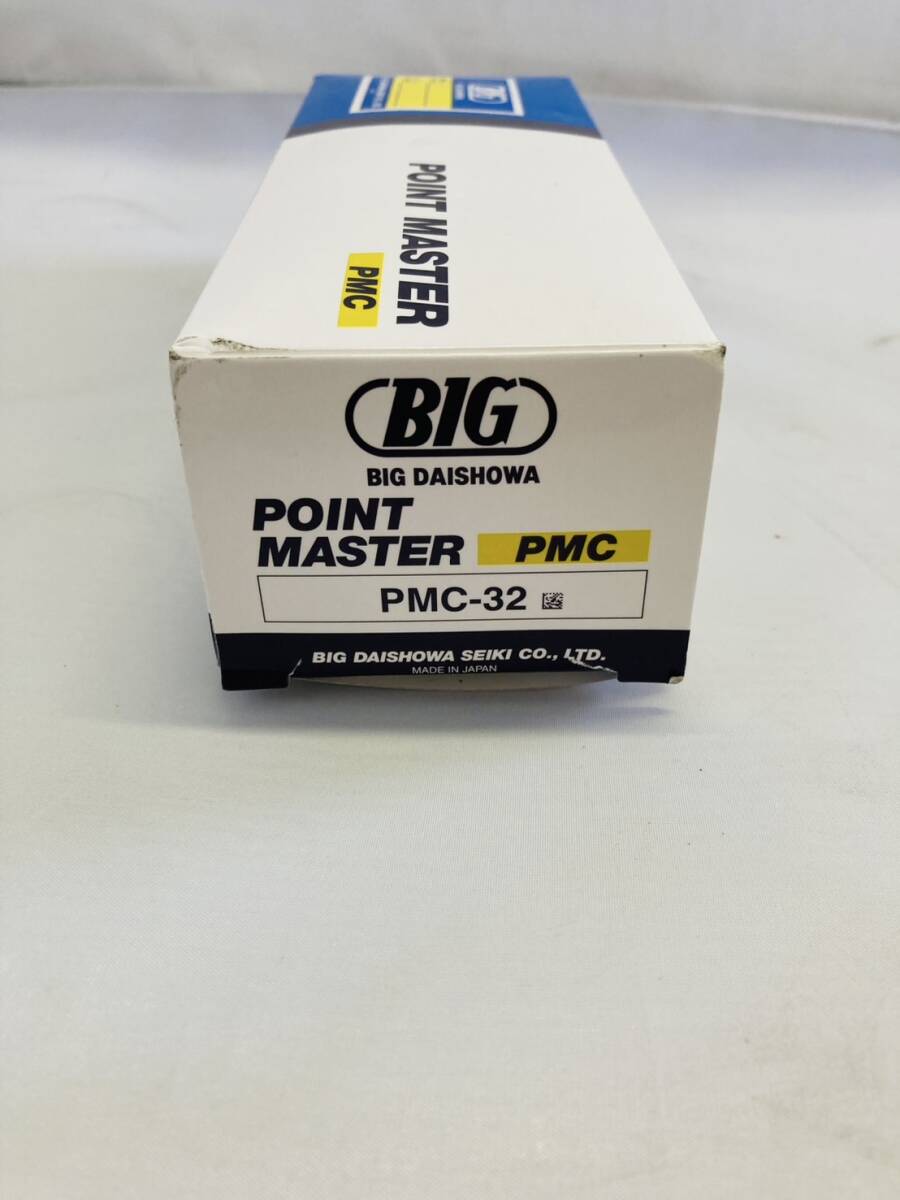 POINT MASTER
PMC
BIG
BIG DAISHOWA
POINT
MASTER PMC
PMC-32
BIG DAISHOWA SEIKI CO., LTD.
MADE IN JAPAN